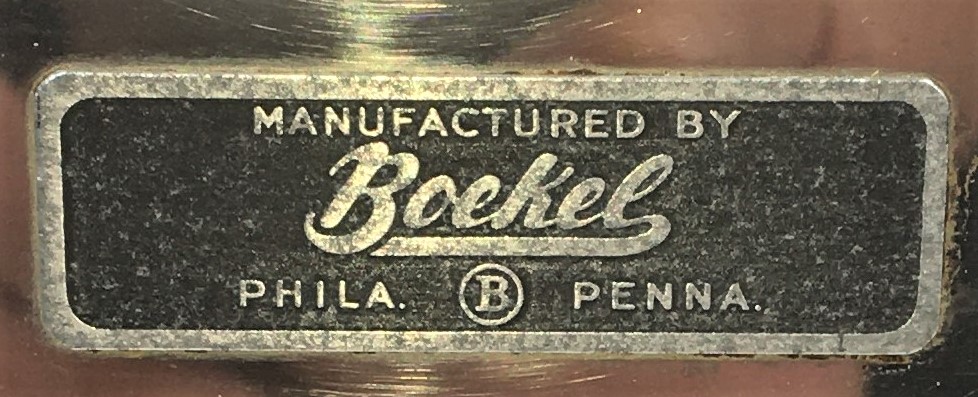 MANUFACTURED BY
Boekel
PHILA. B PENNA.